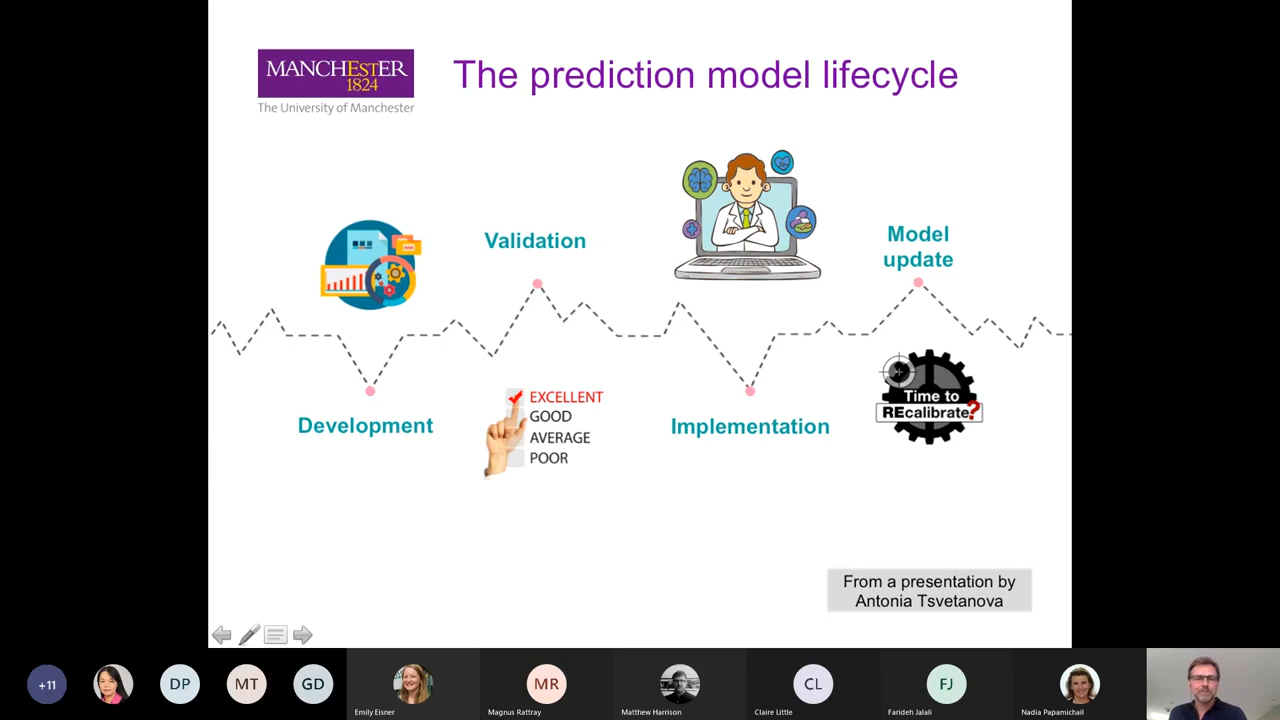 MANCHESTER
1824
The University of Manchester
The prediction model lifecycle
Validation
Model
update
Development
EXCELLENT
GOOD
AVERAGE
POOR
Implementation
Time to
REcalibrate?
From a presentation by
Antonia Tsvetanova
+11
DP
MT
GD
Emily Eisner
MR
Magnus Rattray
Matthew Harrison
CL
Claire Little
FJ
Farideh Jalali
Nadia Papamichail